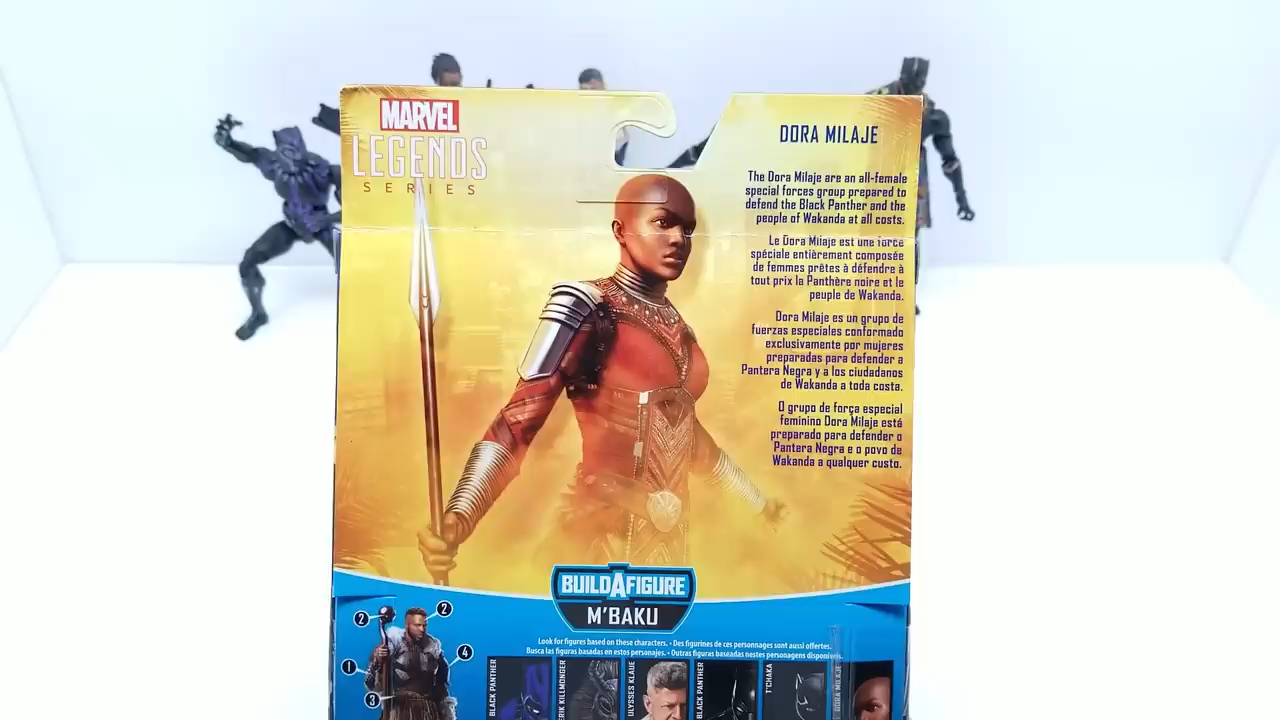 MARVEL
LEGENDS
SERIES
DORA MILAJE
The Dora Milaje are an all-female
special forces group prepared to
defend the Black Panther and the
people of Wakanda at all costs.
Le Dora Milaje est une force
spéciale entièrement composée
de femmes prêtes à défendre à
tout prix la Panthère noire et le
peuple de Wakanda.
Dora Milaje es un grupo de
fuerzas especiales conformado
exclusivamente por mujeres
preparadas para defender a
Pantera Negra y a los ciudadanos
de Wakanda a toda costa.
O grupo de força especial
feminino Dora Milaje está
preparado para defender o
Pantera Negra e o povo de
Wakanda a qualquer custo.
BUILDAFIGURE
M'BAKU
2
2
1
4
3
Look for figures based on these characters. • Des figurines de ces personnages sont aussi offertes.
Busca las figuras basadas en estos personajes. • Outras figuras baseadas nestes personagens disponíveis.
BLACK PANTHER
ERIK KILLMONGER
ULYSSES KLAUE
BLACK PANTHER
T'CHAKA
DORA MILAJE